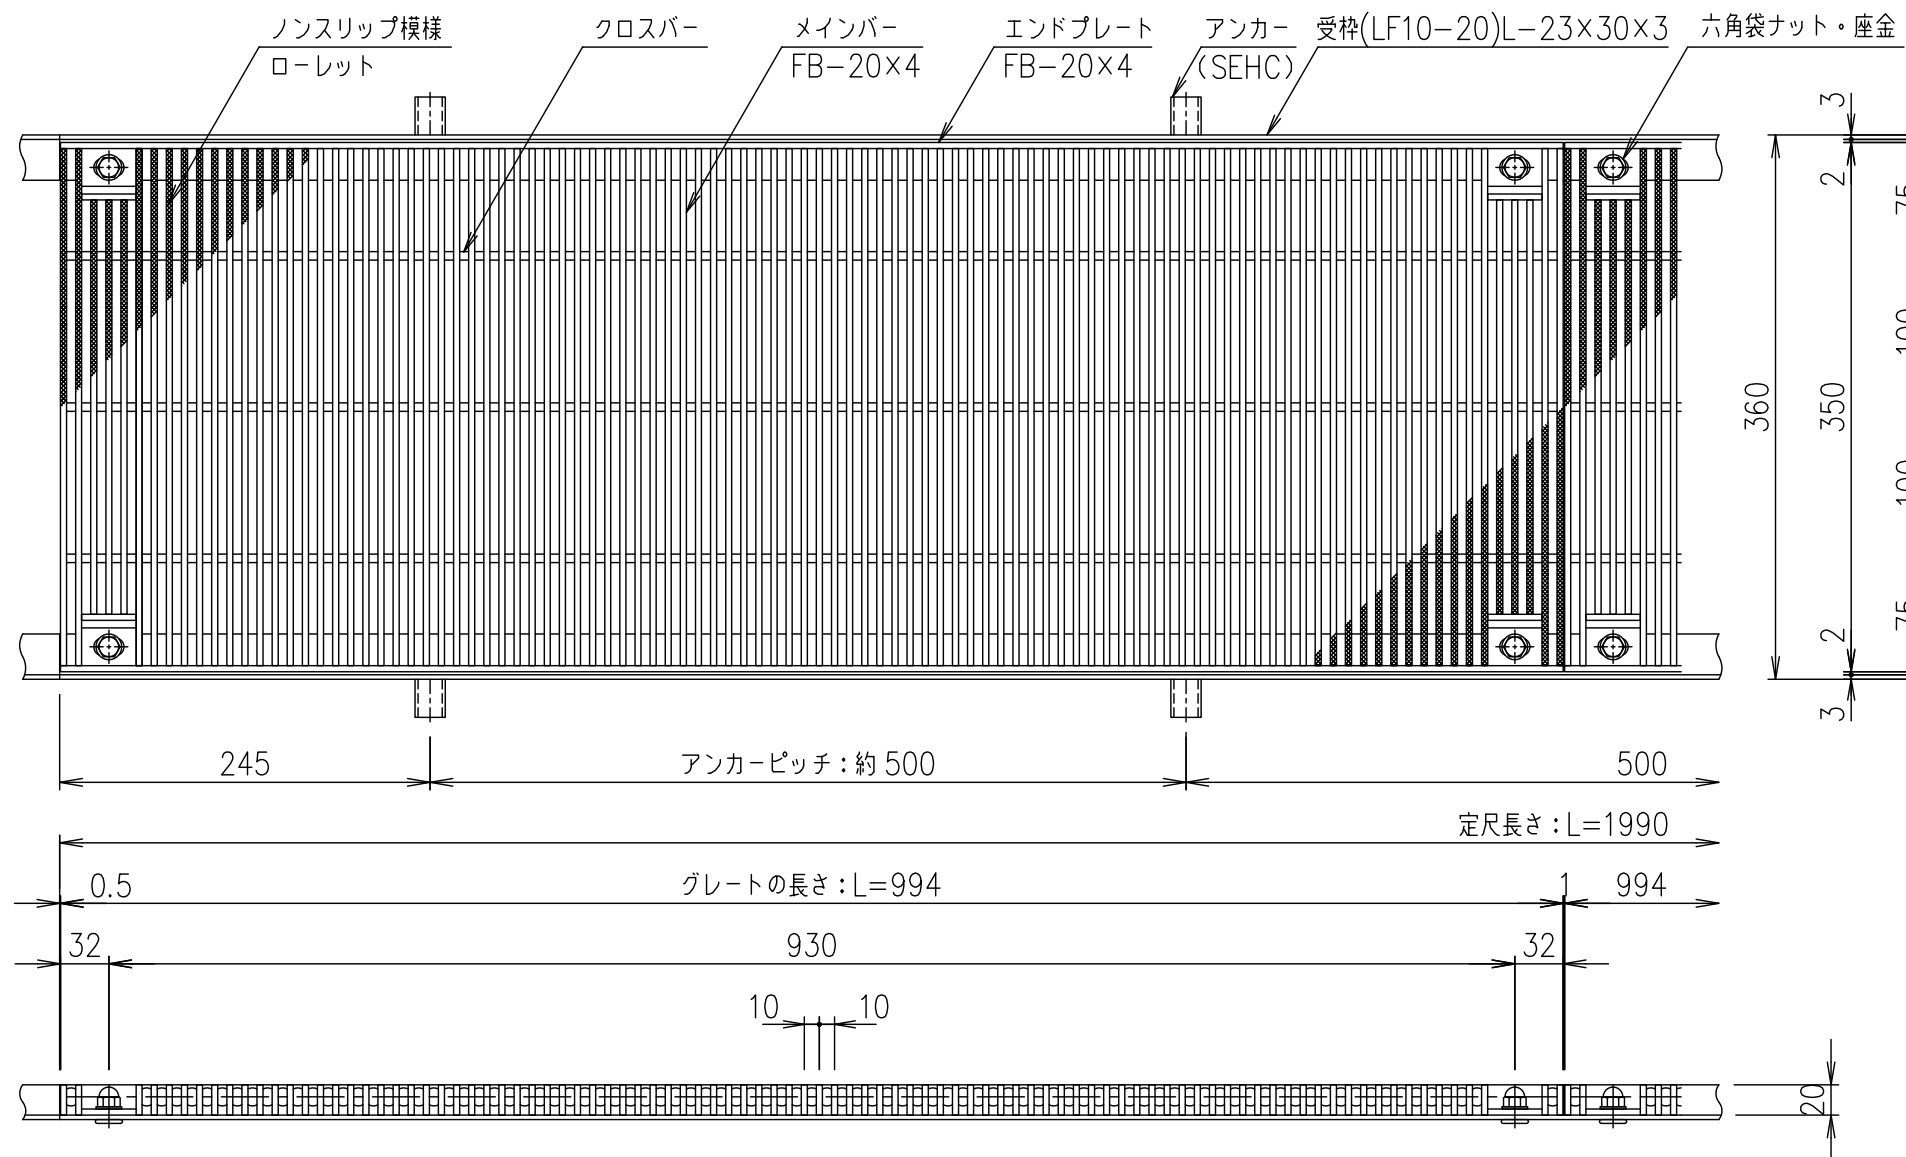 ノンスリップ模様
ローレット
クロスバー
メインバー
FB-20×4
エンドプレート
FB-20×4
アンカー
(SEHC)
受枠(LF10-20)L-23×30×3
六角袋ナット・座金
3
2
75
100
360
350
100
75
2
3
245
アンカーピッチ:約500
500
定尺長さ:L=1990
0.5
グレートの長さ:L=994
1
994
32
930
32
10
10
20